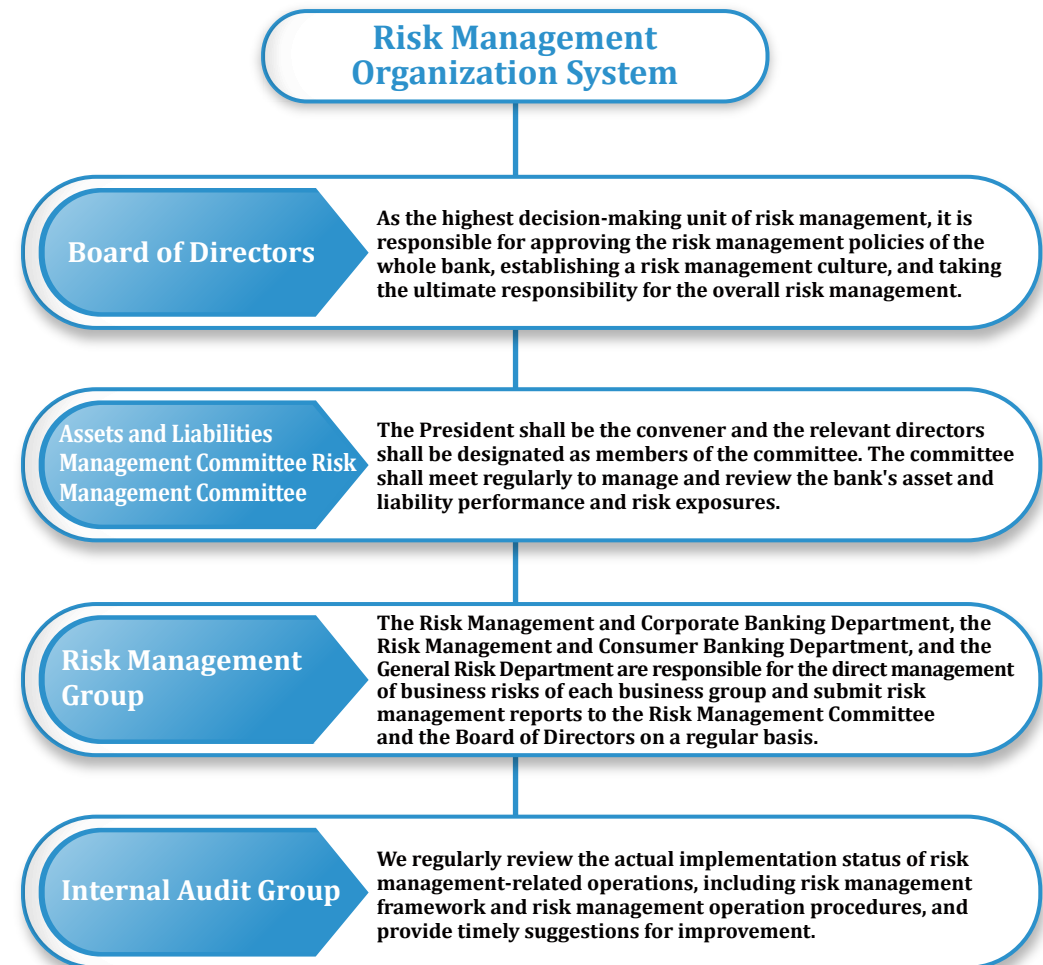 Risk Management
Organization System
Board of Directors
As the highest decision-making unit of risk management, it is
responsible for approving the risk management policies of the
whole bank, establishing a risk management culture, and taking
the ultimate responsibility for the overall risk management.
Assets and Liabilities
Management Committee Risk
Management Committee
The President shall be the convener and the relevant directors
shall be designated as members of the committee. The committee
shall meet regularly to manage and review the bank's asset and
liability performance and risk exposures.
Risk Management
Group
The Risk Management and Corporate Banking Department, the
Risk Management and Consumer Banking Department, and the
General Risk Department are responsible for the direct management
of business risks of each business group and submit risk
management reports to the Risk Management Committee
and the Board of Directors on a regular basis.
Internal Audit Group
We regularly review the actual implementation status of risk
management-related operations, including risk management
framework and risk management operation procedures, and
provide timely suggestions for improvement.